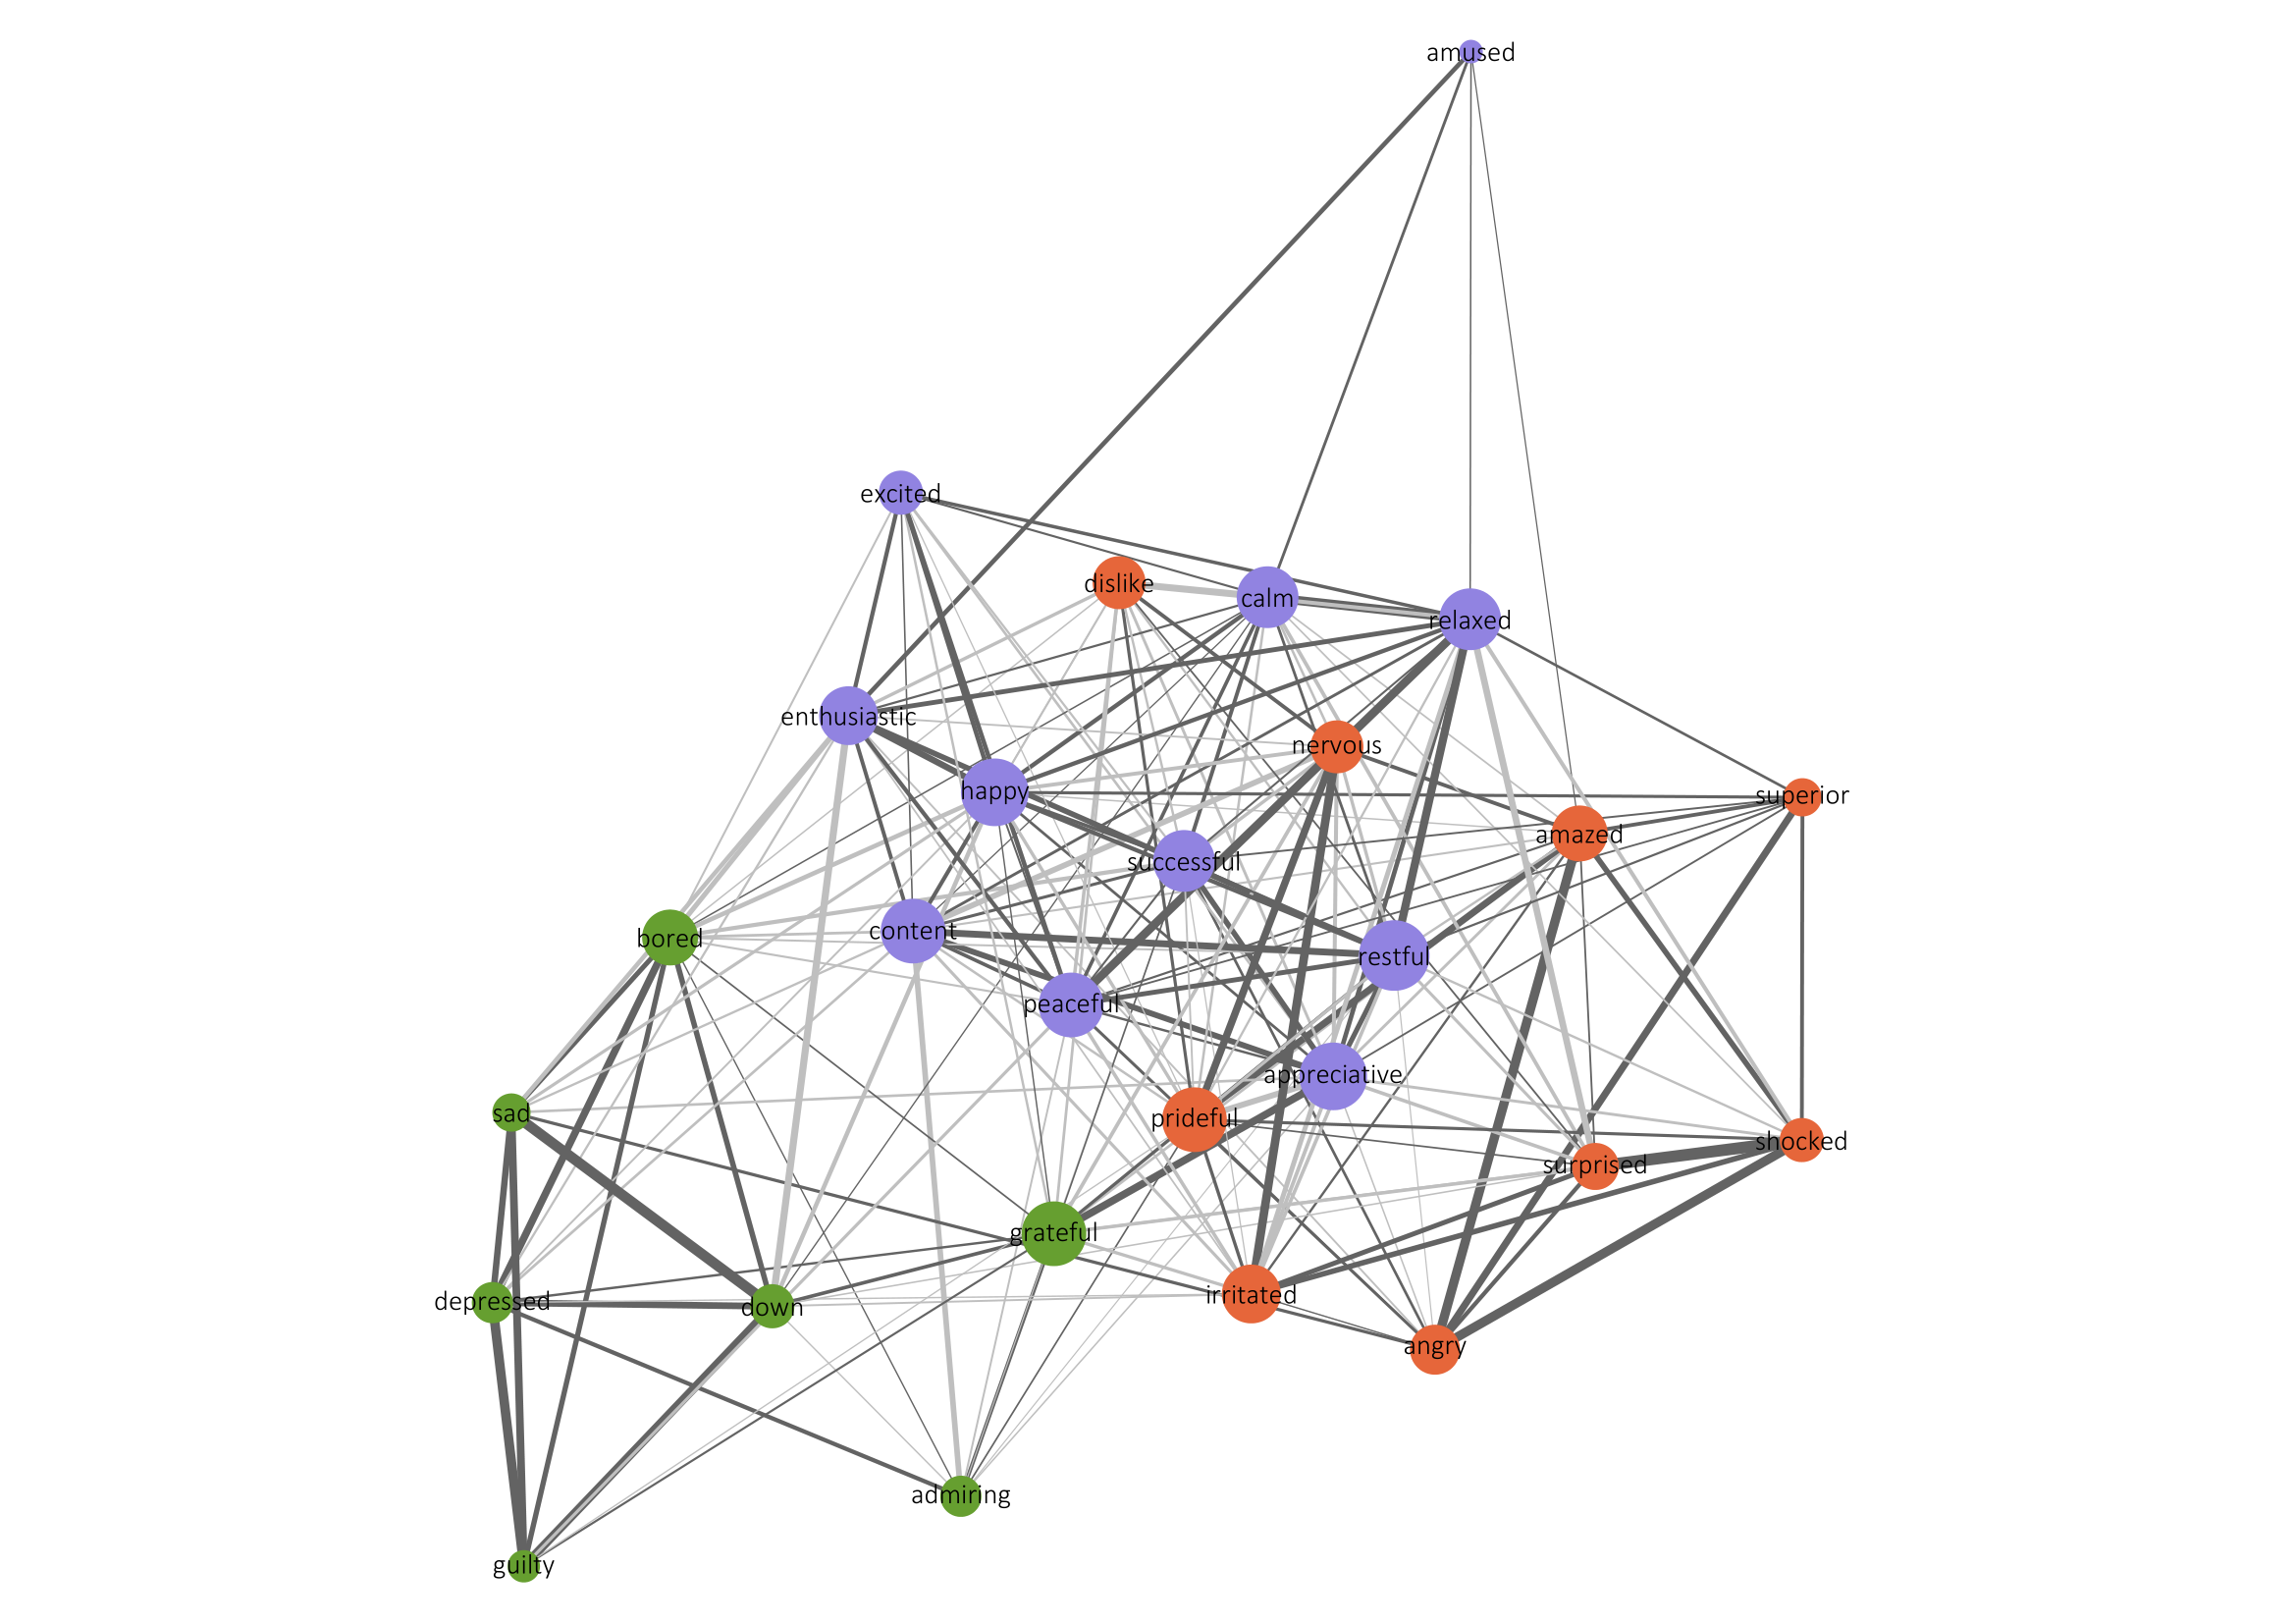 amused
excited
dislike
calm
relaxed
enthusiastic
nervous
happy
superior
amazed
successful
bored
content
restful
peaceful
appreciative
sad
prideful
shocked
surprised
grateful
depressed
down
irritated
angry
admiring
guilty